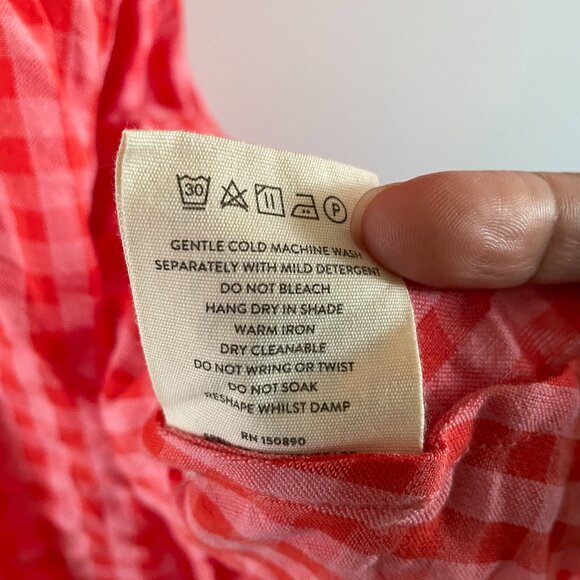 30 P
GENTLE COLD MACHINE WASH
SEPARATELY WITH MILD DETERGENT
DO NOT BLEACH
HANG DRY IN SHADE
WARM IRON
DRY CLEANABLE
DO NOT WRING OR TWIST
DO NOT SOAK
RESHAPE WHILST DAMP
RN 150890